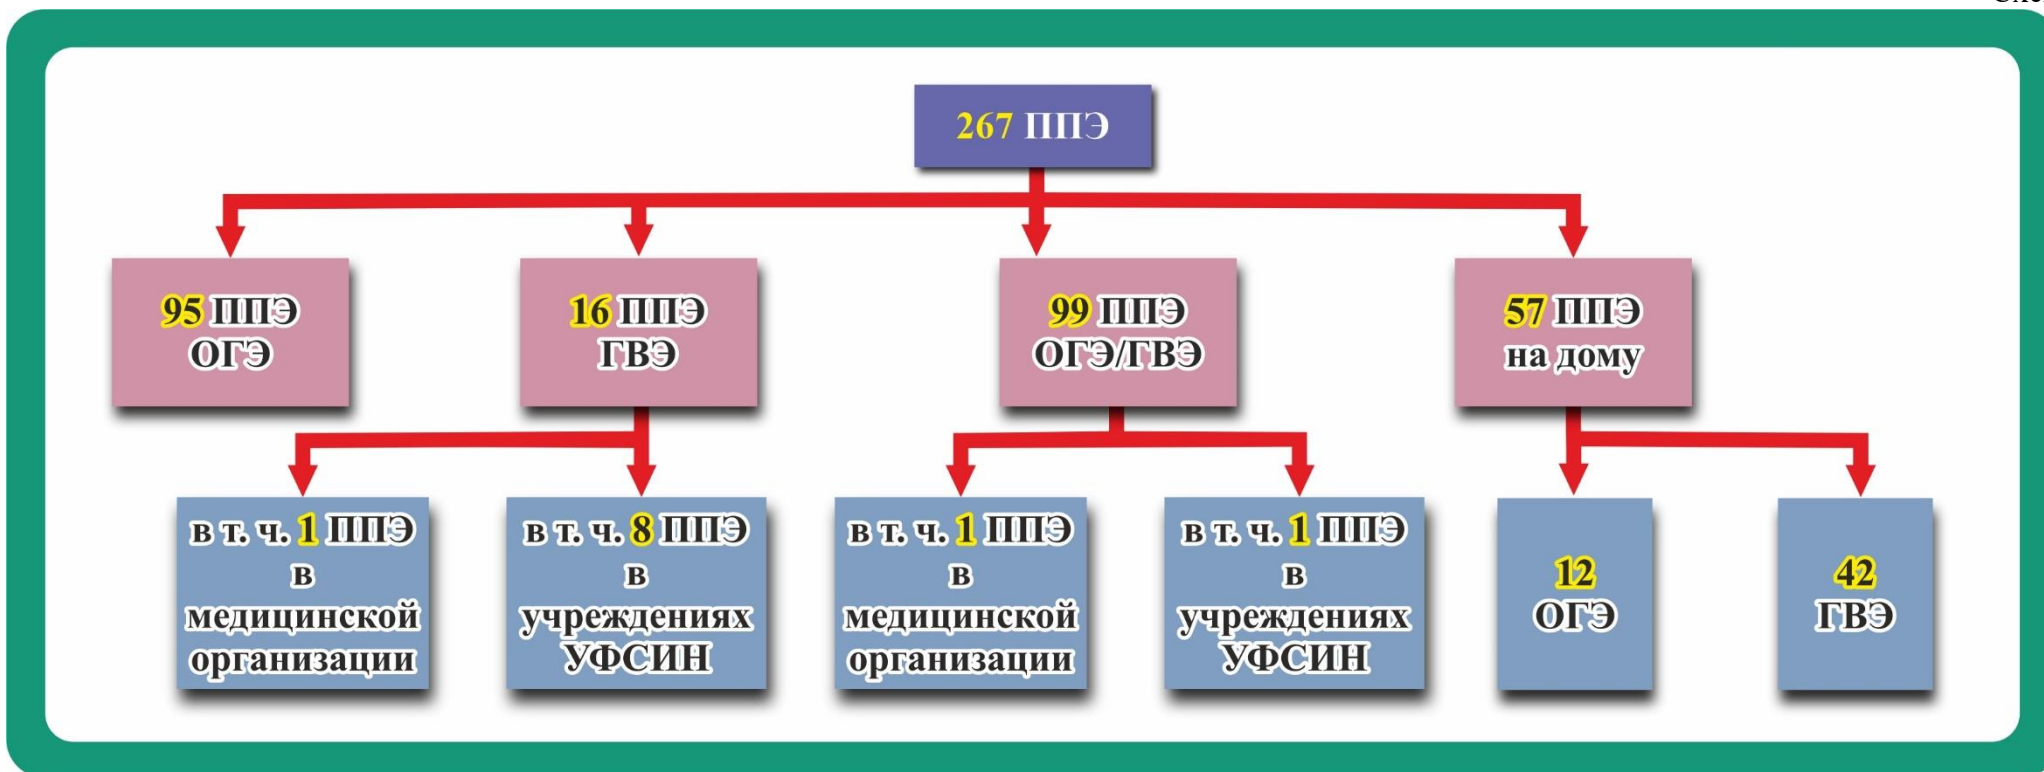 267 ППЭ
95 ППЭ
ОГЭ
16 ППЭ
ГВЭ
99 ППЭ
ОГЭ/ГВЭ
57 ППЭ
на дому
в т. ч. 1 ППЭ
в
медицинской
организации
в т. ч. 8 ППЭ
в
учреждениях
УФСИН
в т. ч. 1 ППЭ
в
медицинской
организации
в т. ч. 1 ППЭ
в
учреждениях
УФСИН
12
ОГЭ
42
ГВЭ